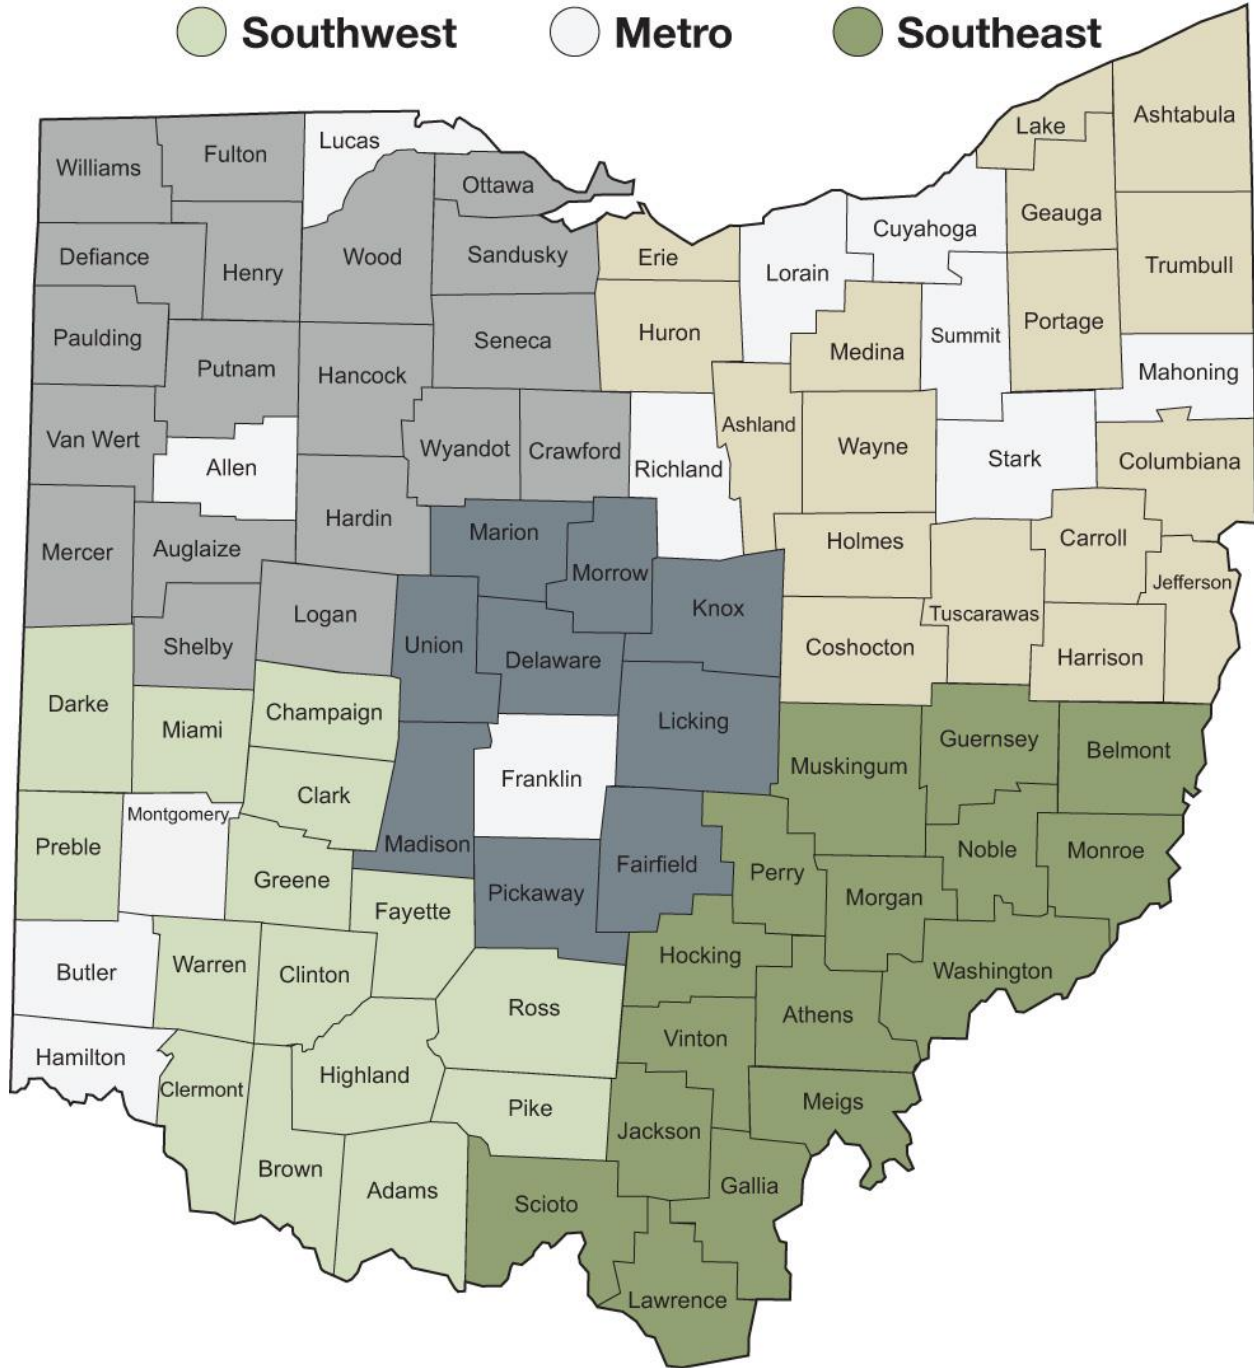 Southwest Metro Southeast
Lake
Ashtabula
Lucas
Fulton
Williams
Ottawa
Geauga
Cuyahoga
Defiance
Henry
Wood
Sandusky
Erie
Lorain
Trumbull
Paulding
Putnam
Hancock
Seneca
Huron
Medina
Summit
Portage
Mahoning
Van Wert
Allen
Wyandot
Crawford
Richland
Ashland
Wayne
Stark
Columbiana
Mercer
Auglaize
Hardin
Marion
Morrow
Holmes
Carroll
Jefferson
Shelby
Logan
Union
Delaware
Knox
Coshocton
Tuscarawas
Harrison
Darke
Miami
Champaign
Licking
Muskingum
Guernsey
Belmont
Clark
Franklin
Montgomery
Preble
Greene
Madison
Pickaway
Fairfield
Perry
Morgan
Noble
Monroe
Fayette
Butler
Warren
Clinton
Ross
Hocking
Washington
Athens
Vinton
Hamilton
Clermont
Highland
Pike
Jackson
Meigs
Brown
Adams
Scioto
Gallia
Lawrence